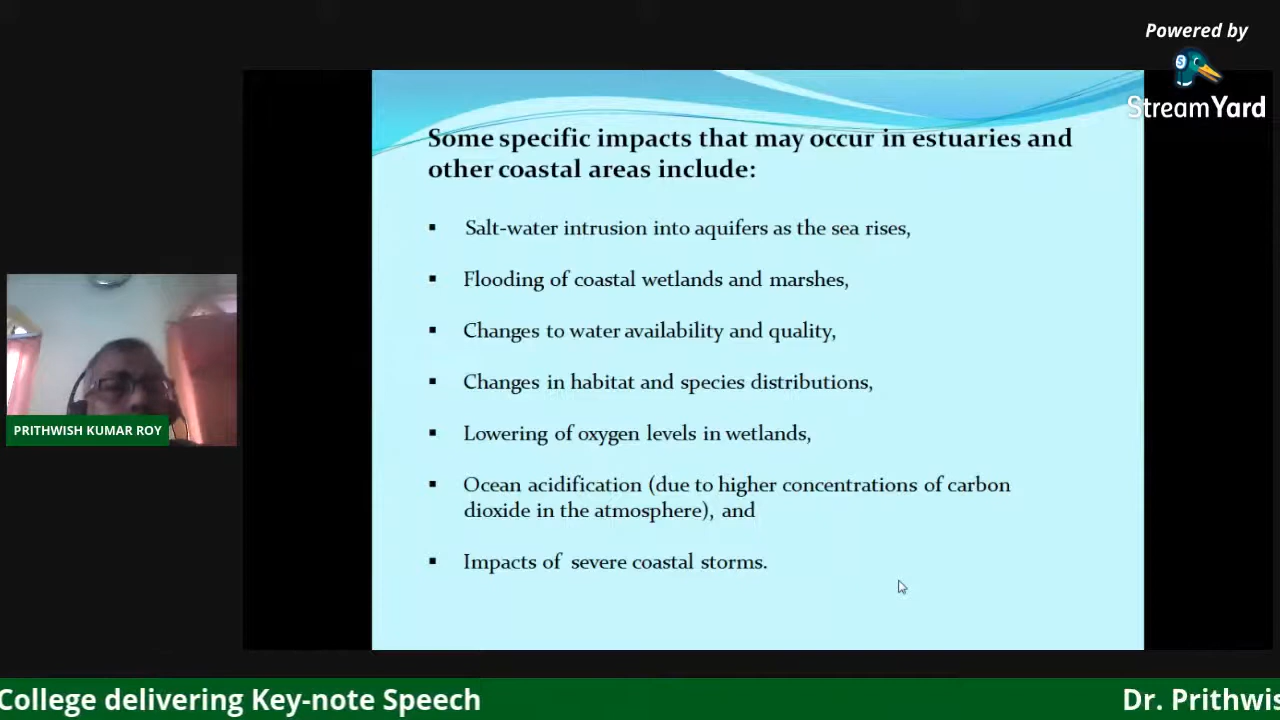 Powered by
StreamYard
Some specific impacts that may occur in estuaries and
other coastal areas include:
▪ Salt-water intrusion into aquifers as the sea rises,
▪ Flooding of coastal wetlands and marshes,
▪ Changes to water availability and quality,
▪ Changes in habitat and species distributions,
▪ Lowering of oxygen levels in wetlands,
▪ Ocean acidification (due to higher concentrations of carbon
dioxide in the atmosphere), and
▪ Impacts of severe coastal storms.
PRITHWISH KUMAR ROY
College delivering Key-note Speech
Dr. Prithwis